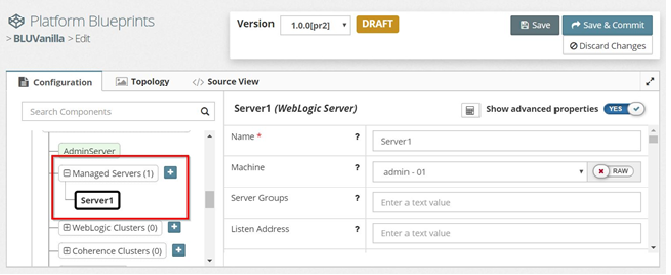 Platform Blueprints
> BLUVanilla > Edit
Version 1.0.0[pr2] DRAFT
Save
Save & Commit
Discard Changes
Configuration
Topology
Source View
Search Components
AdminServer
Managed Servers (1)
Server1
WebLogic Clusters (0)
Coherence Clusters (0)
Server1 (WebLogic Server)
Show advanced properties YES
Name * ? Server1
Machine ? admin - 01 RAW
Server Groups ? Enter a text value
Listen Address ? Enter a text value